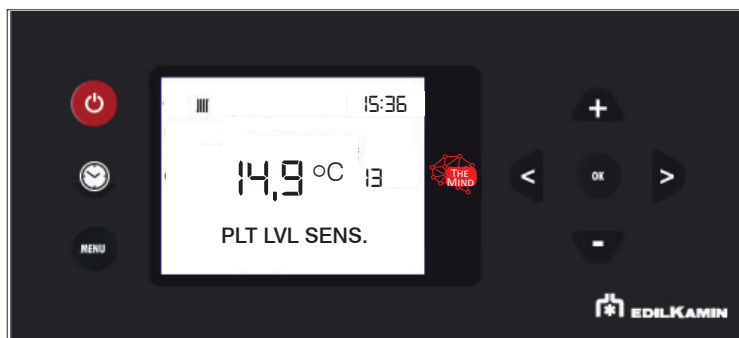 15:36
14,9 °C 13
THE
MIND
PLT LVL SENS.
MENU
+
< OK >
-
EDILKAMIN